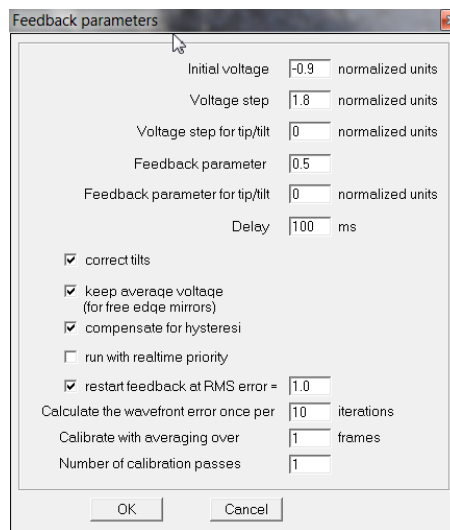 Feedback parameters
Initial voltage -0.9 normalized units
Voltage step 1.8 normalized units
Voltage step for tip/tilt 0 normalized units
Feedback parameter 0.5
Feedback parameter for tip/tilt 0 normalized units
Delay 100 ms
correct tilts
keep average voltage
(for free edge mirrors)
compensate for hysteresi
run with realtime priority
restart feedback at RMS error = 1.0
Calculate the wavefront error once per 10 iterations
Calibrate with averaging over 1 frames
Number of calibration passes 1
OK Cancel